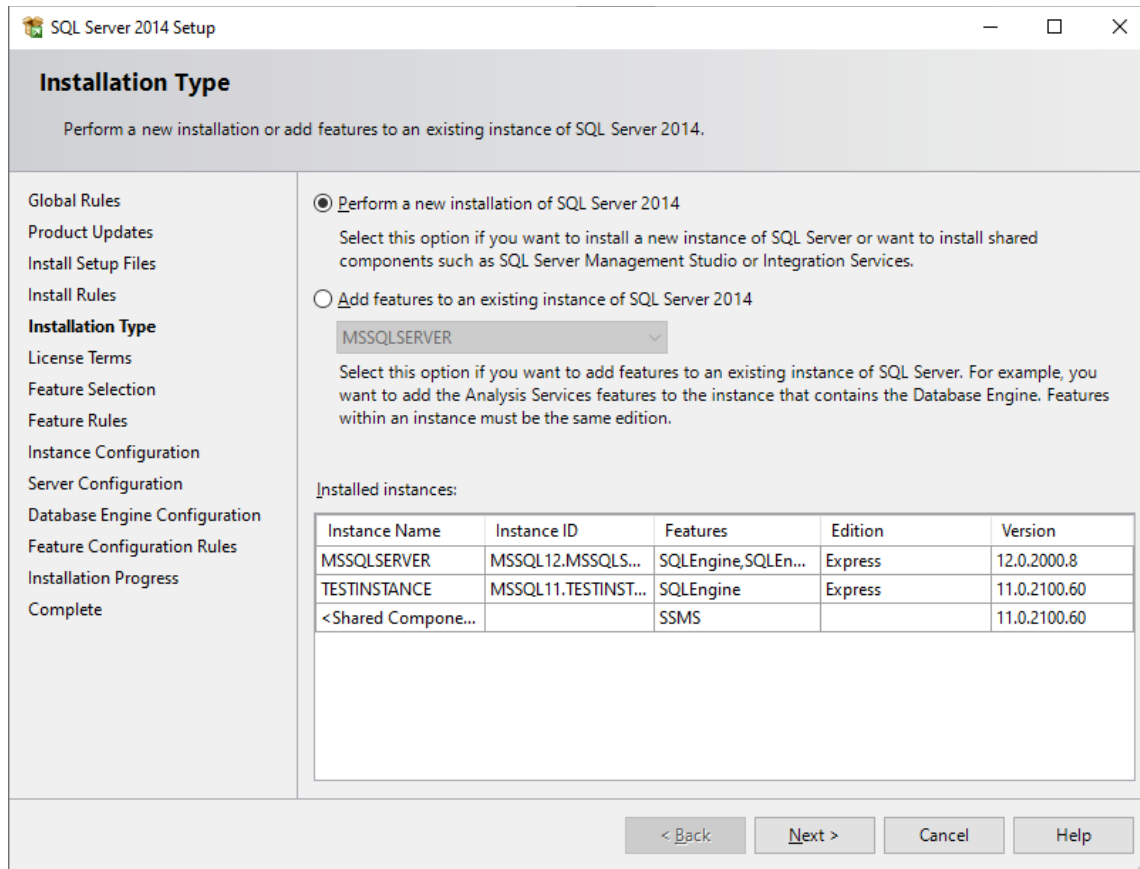 SQL Server 2014 Setup
Installation Type
Perform a new installation or add features to an existing instance of SQL Server 2014.
Global Rules
Product Updates
Install Setup Files
Install Rules
Installation Type
License Terms
Feature Selection
Feature Rules
Instance Configuration
Server Configuration
Database Engine Configuration
Feature Configuration Rules
Installation Progress
Complete
Perform a new installation of SQL Server 2014
Select this option if you want to install a new instance of SQL Server or want to install shared
components such as SQL Server Management Studio or Integration Services.
Add features to an existing instance of SQL Server 2014
MSSQLSERVER
Select this option if you want to add features to an existing instance of SQL Server. For example, you
want to add the Analysis Services features to the instance that contains the Database Engine. Features
within an instance must be the same edition.
Installed instances:
Instance Name Instance ID Features Edition Version
MSSQLSERVER MSSQL12.MSSQLS... SQLEngine,SQLEn... Express 12.0.2000.8
TESTINSTANCE MSSQL11.TESTINST... SQLEngine Express 11.0.2100.60
<Shared Compone... SSMS 11.0.2100.60
< Back Next > Cancel Help